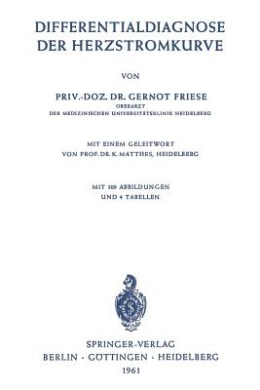 DIFFERENTIALDIAGNOSE
DER HERZSTROMKURVE
VON
PRIV.-DOZ. DR. GERNOT FRIESE
OBERARZT
DER MEDIZINISCHEN UNIVERSITÄTSKLINIK HEIDELBERG
MIT EINEM GELEITWORT
VON PROF. DR. K. MATTHES, HEIDELBERG
MIT 169 ABBILDUNGEN
UND 4 TABELLEN
SPRINGER-VERLAG
BERLIN · GÖTTINGEN · HEIDELBERG
1961